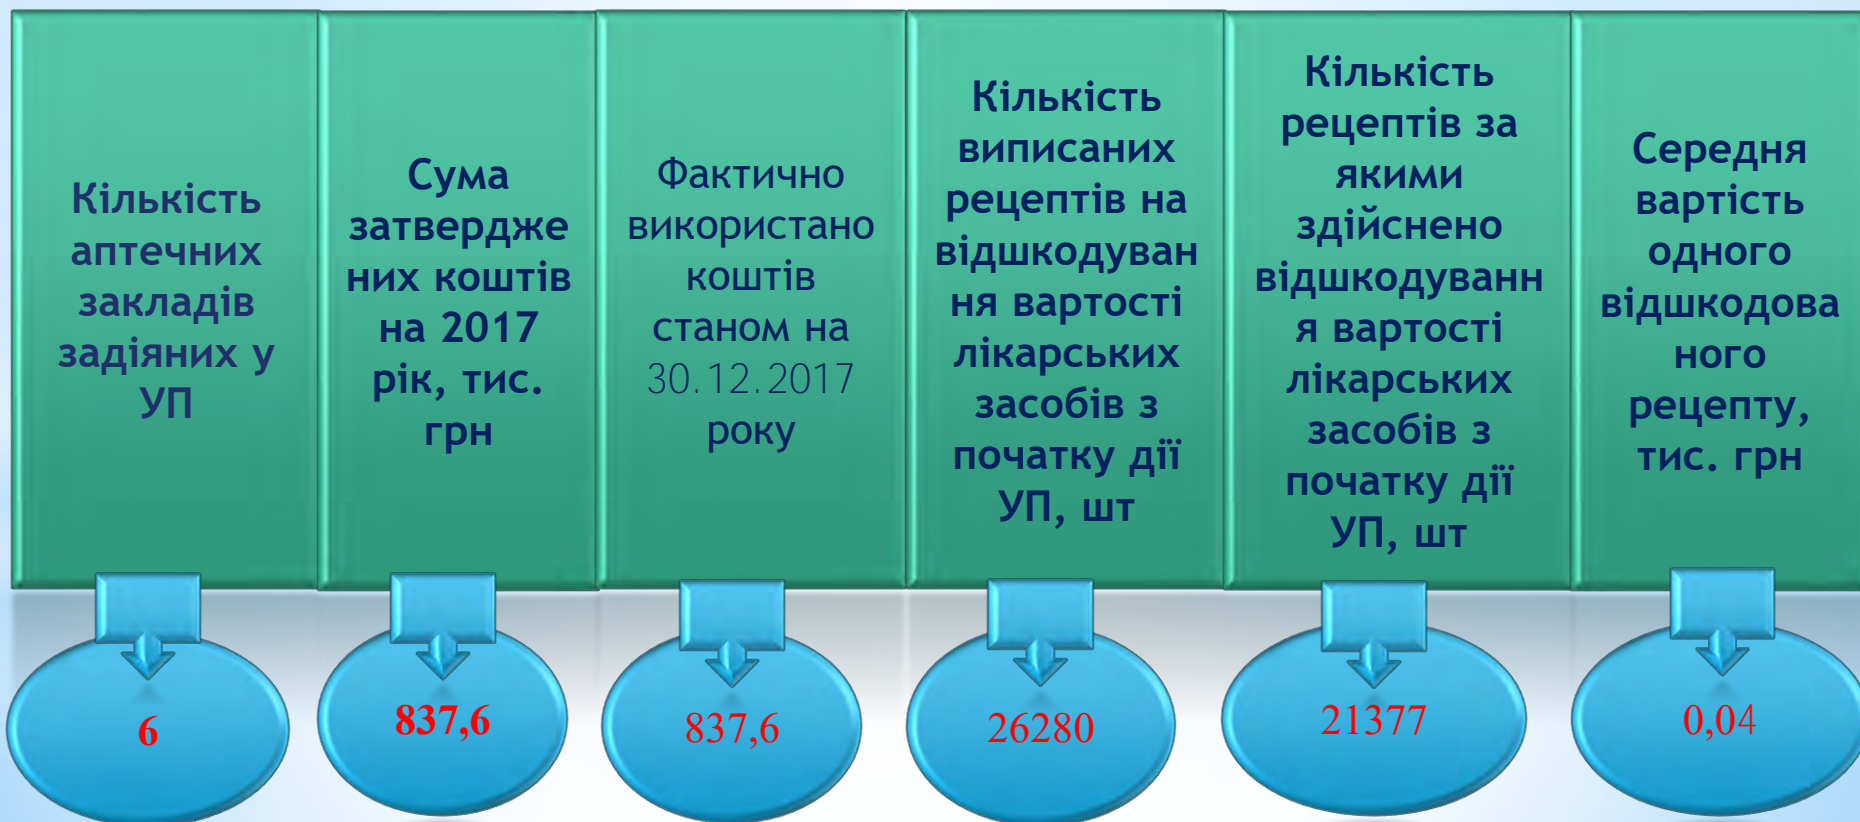 Кількість
аптечних
закладів
задіяних у
УП
Сума
затвердже
них коштів
на 2017
рік, тис.
грн
Фактично
використано
коштів
станом на
30.12.2017
року
Кількість
виписаних
рецептів на
відшкодуван
ня вартості
лікарських
засобів з
початку дії
УП, шт
Кількість
рецептів за
якими
здійснено
відшкодуванн
я вартості
лікарських
засобів з
початку дії
УП, шт
Середня
вартість
одного
відшкодова
ного
рецепту,
тис. грн
6
837,6
837,6
26280
21377
0,04